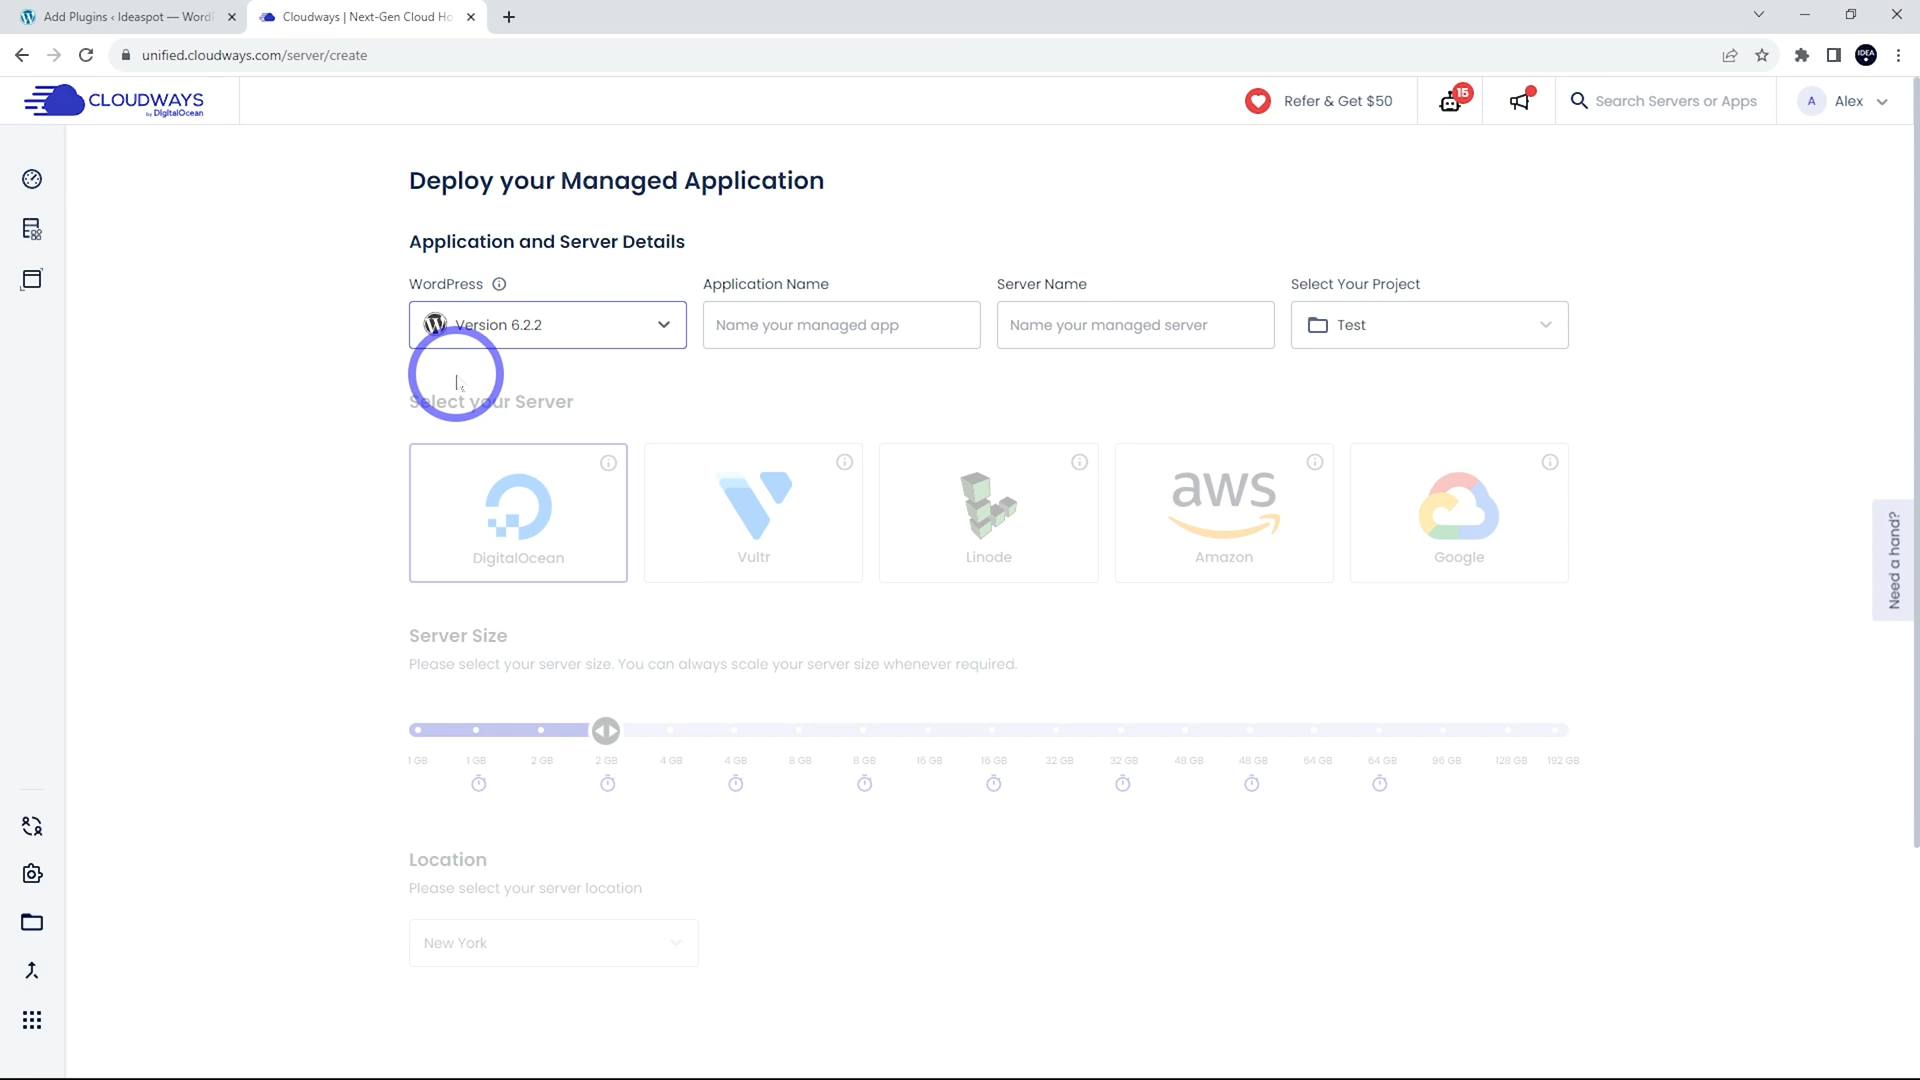 Add Plugins ‹ Ideaspot — WordP
Cloudways | Next-Gen Cloud Ho
unified.cloudways.com/server/create
IDEA
CLOUDWAYS
by DigitalOcean
Refer & Get $50
15
Search Servers or Apps
A
Alex
Deploy your Managed Application
Application and Server Details
WordPress
Application Name
Server Name
Select Your Project
Version 6.2.2
Name your managed app
Name your managed server
Test
Select your Server
DigitalOcean
Vultr
Linode
aws
Amazon
Google
Need a hand?
Server Size
Please select your server size. You can always scale your server size whenever required.
1 GB 1 GB 2 GB 2 GB 4 GB 4 GB 8 GB 8 GB 16 GB 16 GB 32 GB 32 GB 48 GB 48 GB 64 GB 64 GB 96 GB 128 GB 192 GB
Location
Please select your server location
New York